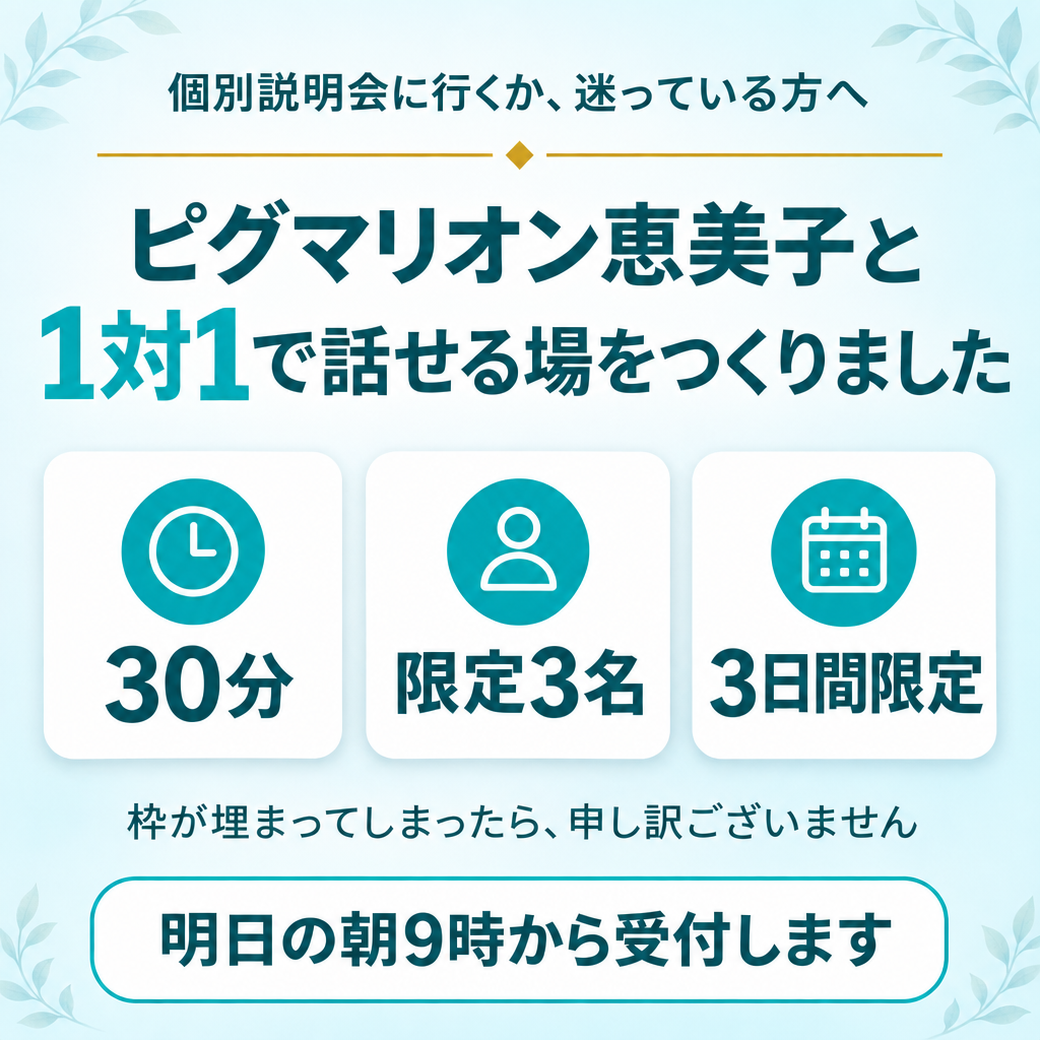 個別説明会に行くか、迷っている方へ
ピグマリオン恵美子と
1対1で話せる場をつくりました
30分
限定3名
3日間限定
枠が埋まってしまったら、申し訳ございません
明日の朝9時から受付します